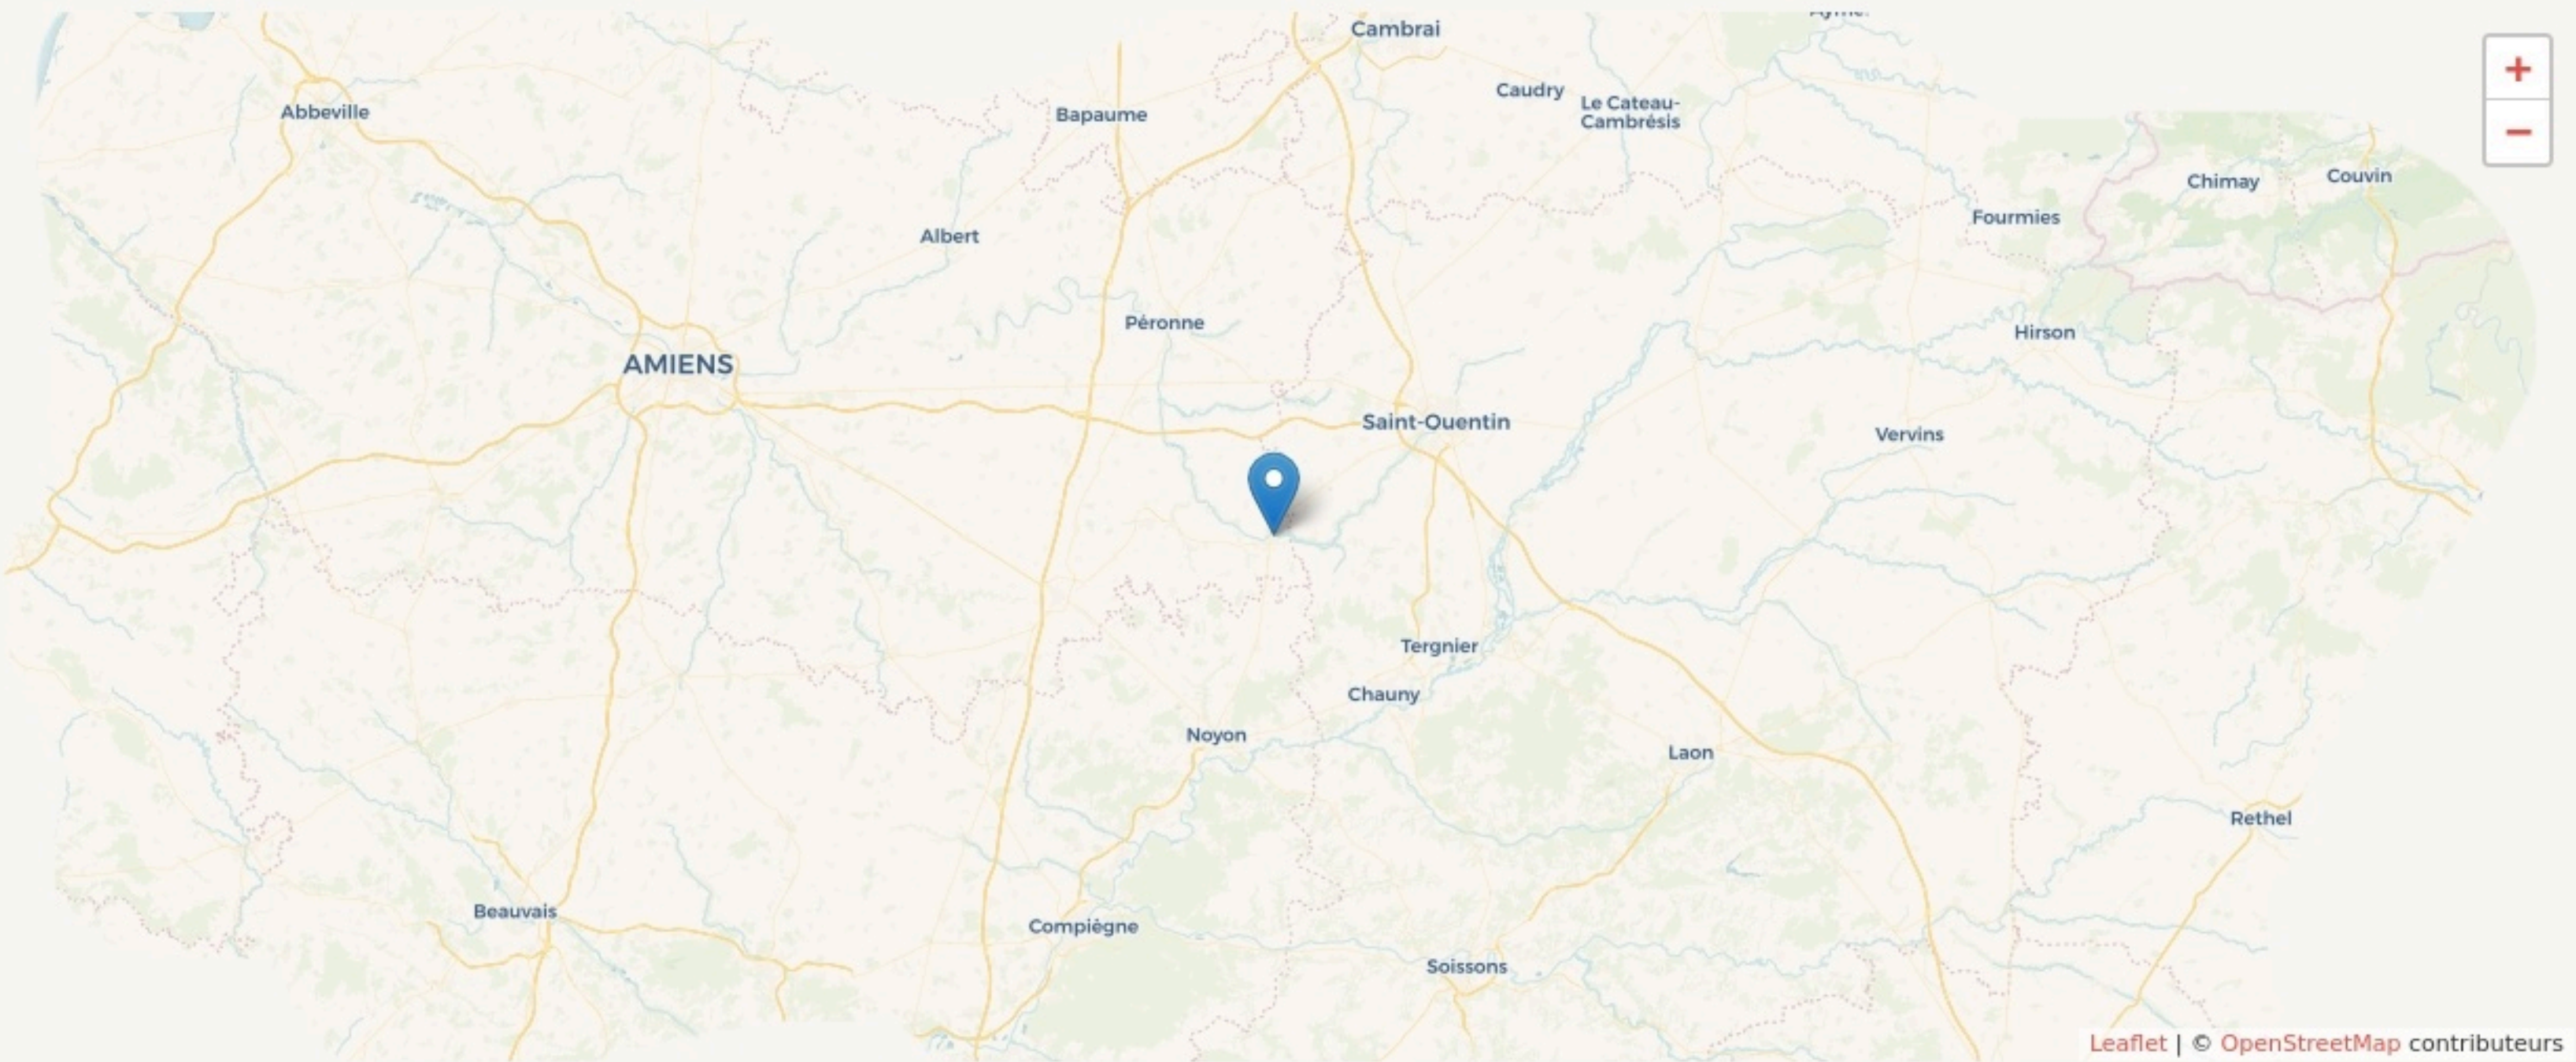 Cambrai
Caudry
Le Cateau-
Cambrésis
Abbeville
Bapaume
Chimay
Couvin
Fourmies
Albert
Péronne
Hirson
AMIENS
Saint-Quentin
Vervins
Tergnier
Chauny
Noyon
Laon
Rethel
Beauvais
Compiègne
Soissons
+
−
Leaflet | © OpenStreetMap contributeurs